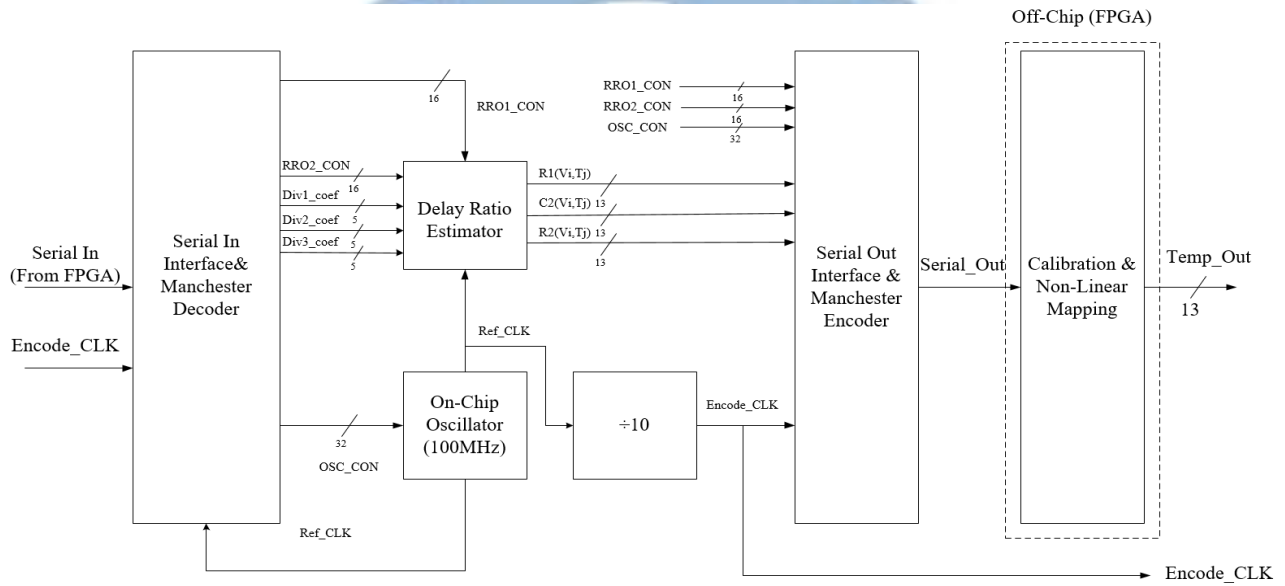 Off-Chip (FPGA)
16
RRO1_CON
RRO1_CON
16
RRO2_CON
16
OSC_CON
32
RRO2_CON
16
Div1_coef
5
Div2_coef
5
Div3_coef
5
Delay Ratio
Estimator
R1(Vi,Tj)
13
C2(Vi,Tj)
13
R2(Vi,Tj)
13
Serial In
(From FPGA)
Encode_CLK
Serial In
Interface&
Manchester
Decoder
Serial Out
Interface &
Manchester
Encoder
Serial_Out
Calibration &
Non-Linear
Mapping
Temp_Out
13
Ref_CLK
On-Chip
Oscillator
(100MHz)
÷10
Encode_CLK
32
OSC_CON
Ref_CLK
Encode_CLK